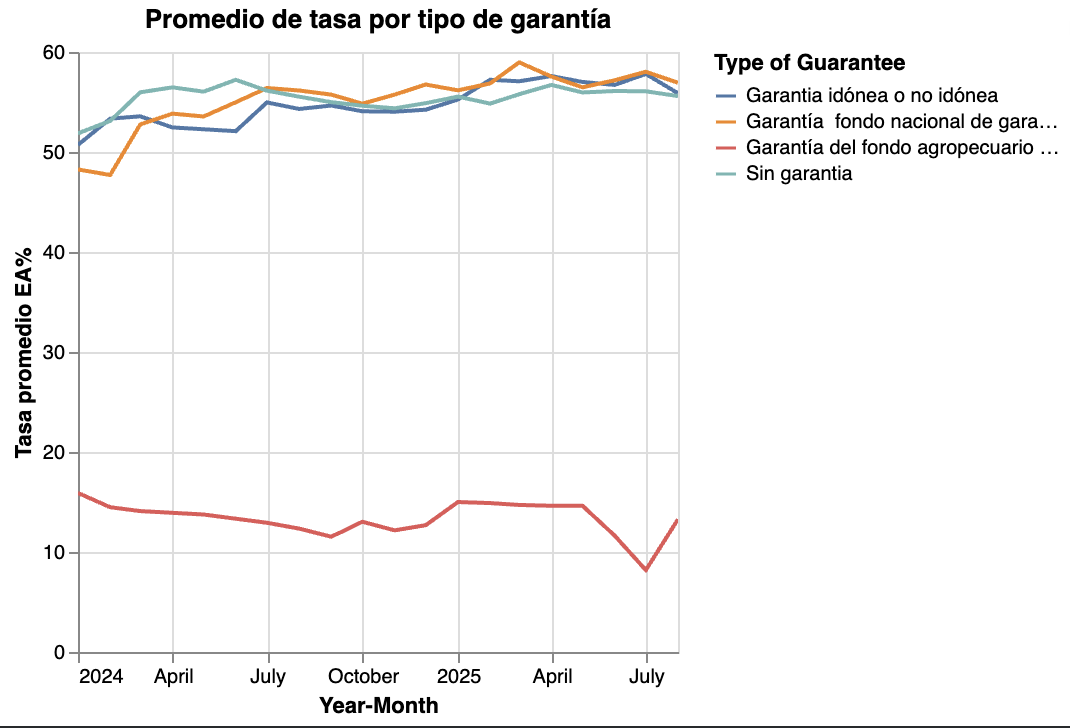 Promedio de tasa por tipo de garantía
60
50
40
30
20
10
0
Tasa promedio EA%
2024 April July October 2025 April July
Year-Month
Type of Guarantee
Garantia idónea o no idónea
Garantía  fondo nacional de gara…
Garantía del fondo agropecuario …
Sin garantia